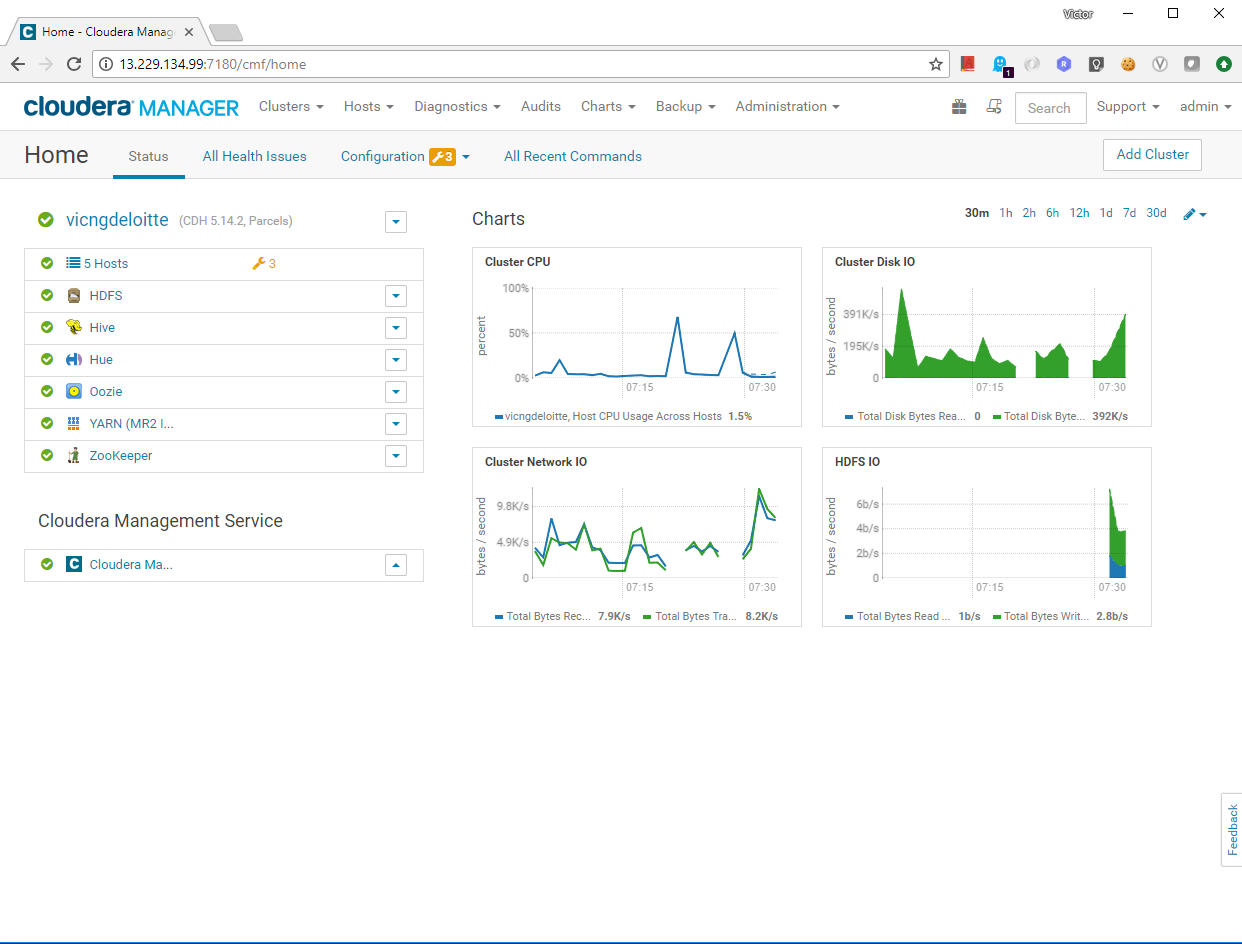 Victor
Home - Cloudera Manag
13.229.134.99:7180/cmf/home
1
cloudera MANAGER Clusters Hosts Diagnostics Audits Charts Backup Administration Search Support admin
Home Status All Health Issues Configuration 3 All Recent Commands Add Cluster
vicngdeloitte (CDH 5.14.2, Parcels)
5 Hosts 3
HDFS
Hive
Hue
Oozie
YARN (MR2 I...
ZooKeeper
Cloudera Management Service
Cloudera Ma...
Charts 30m 1h 2h 6h 12h 1d 7d 30d
Cluster CPU
percent
100%
50%
0%
07:15 07:30
vicngdeloitte, Host CPU Usage Across Hosts 1.5%
Cluster Disk IO
bytes / second
391K/s
195K/s
0
07:15 07:30
Total Disk Bytes Rea... 0 Total Disk Byte... 392K/s
Cluster Network IO
bytes / second
9.8K/s
4.9K/s
0
07:15 07:30
Total Bytes Rec... 7.9K/s Total Bytes Tra... 8.2K/s
HDFS IO
bytes / second
6b/s
4b/s
2b/s
0
07:15 07:30
Total Bytes Read ... 1b/s Total Bytes Writ... 2.8b/s
Feedback